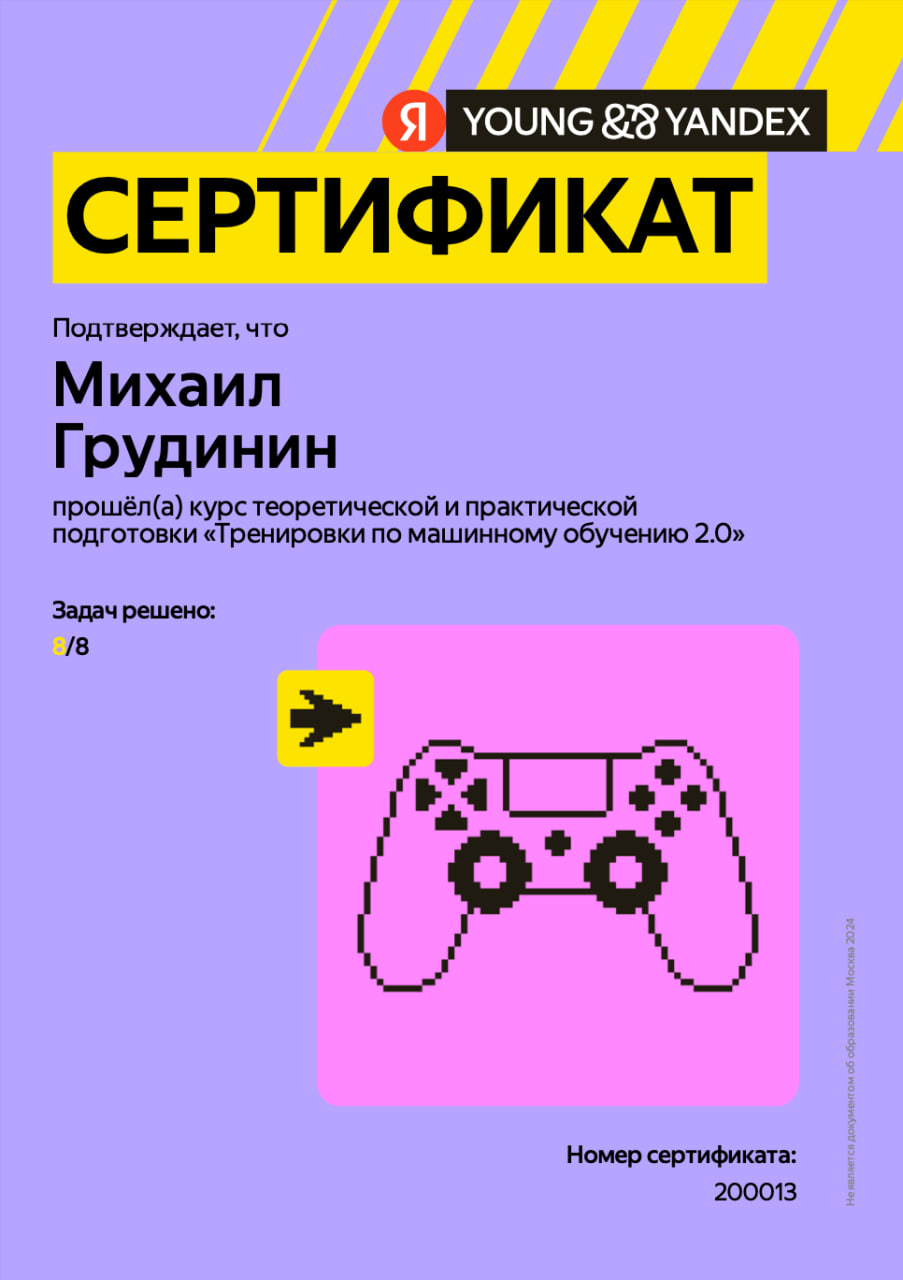 Я YOUNG && YANDEX
СЕРТИФИКАТ
Подтверждает, что
Михаил
Грудинин
прошёл(а) курс теоретической и практической
подготовки «Тренировки по машинному обучению 2.0»
Задач решено:
8/8
Номер сертификата:
200013
Не является документом об образовании Москва 2024